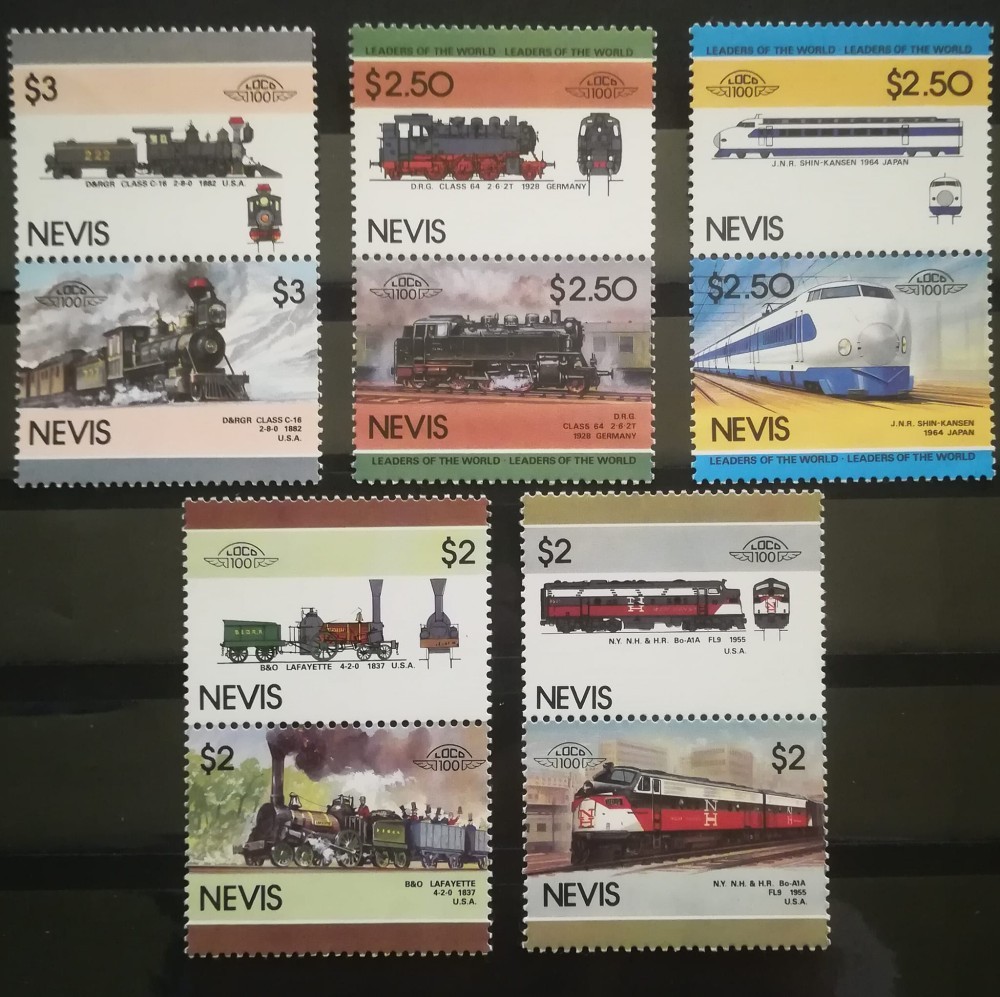 $3
LOCO
100
222
D&RGR CLASS C-16 2-8-0 1882 U.S.A.
NEVIS
LOCO
100
$3
D&RGR CLASS C-16
2-8-0 1882
U.S.A.
NEVIS
LEADERS OF THE WORLD LEADERS OF THE WORLD
$2.50
LOCO
100
D.R.G. CLASS 64 2·6·2T 1928 GERMANY
NEVIS
LOCO
100
$2.50
D.R.G.
CLASS 64 2·6·2T
1928 GERMANY
NEVIS
LEADERS OF THE WORLD · LEADERS OF THE WORLD
LEADERS OF THE WORLD · LEADERS OF THE WORLD
LOCO
100
$2.50
J.N.R. SHIN-KANSEN 1964 JAPAN
NEVIS
$2.50
LOCO
100
NEVIS
J.N.R. SHIN-KANSEN
1964 JAPAN
LEADERS OF THE WORLD · LEADERS OF THE WORLD
LOCO
100
$2
B&O LAFAYETTE 4-2-0 1837 U.S.A.
NEVIS
$2
LOCO
100
B&O LAFAYETTE
4-2-0 1837
U.S.A.
NEVIS
$2
LOCO
100
N
H
N.Y. N.H. & H.R. Bo-A1A FL9 1955
U.S.A.
NEVIS
LOCO
100
$2
N
H
N
H
N.Y. N.H. & H.R. Bo-A1A
FL9 1955
U.S.A.
NEVIS